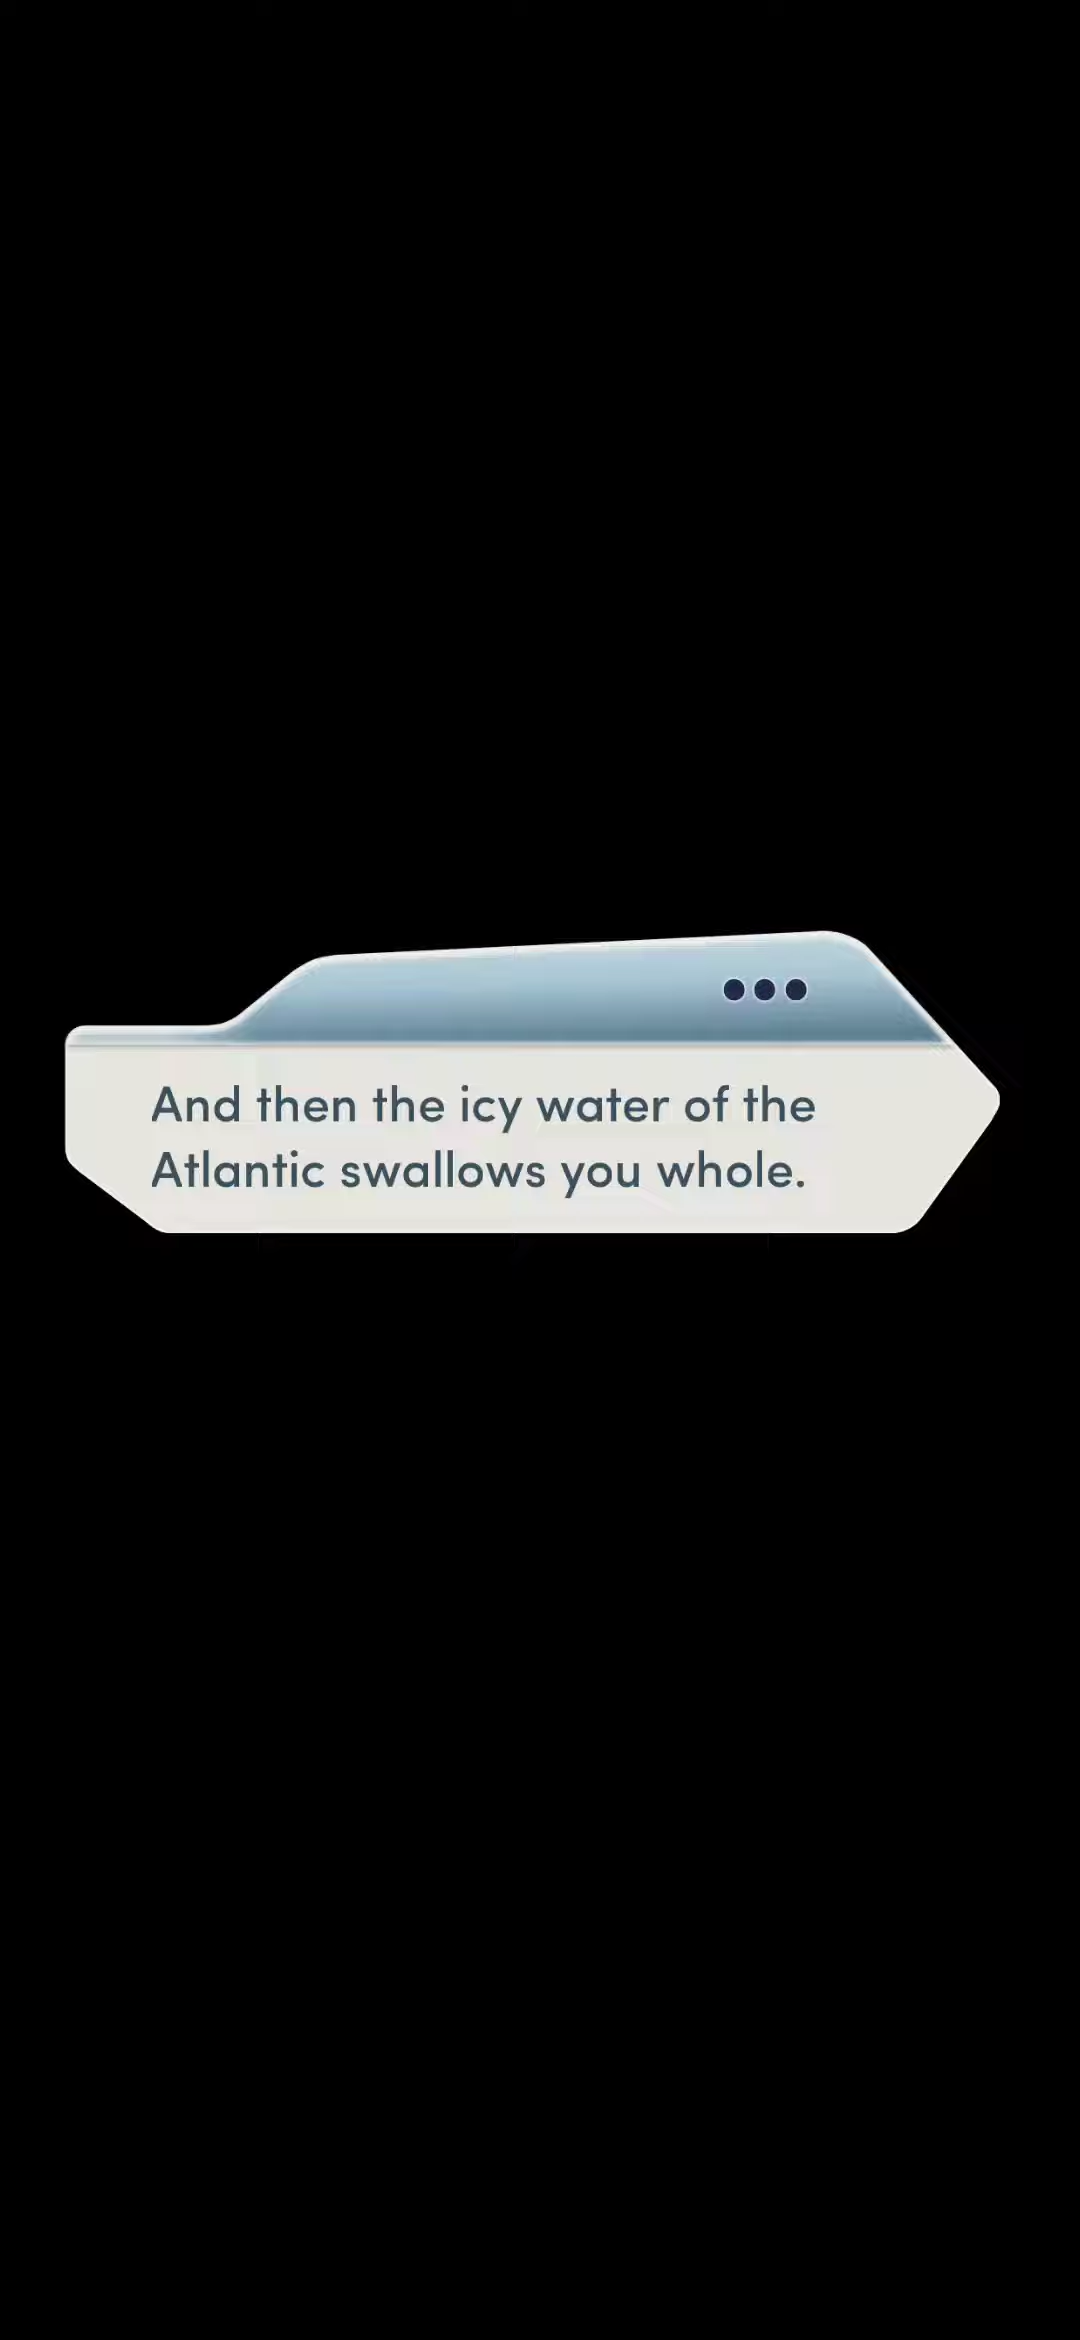 And then the icy water of the
Atlantic swallows you whole.